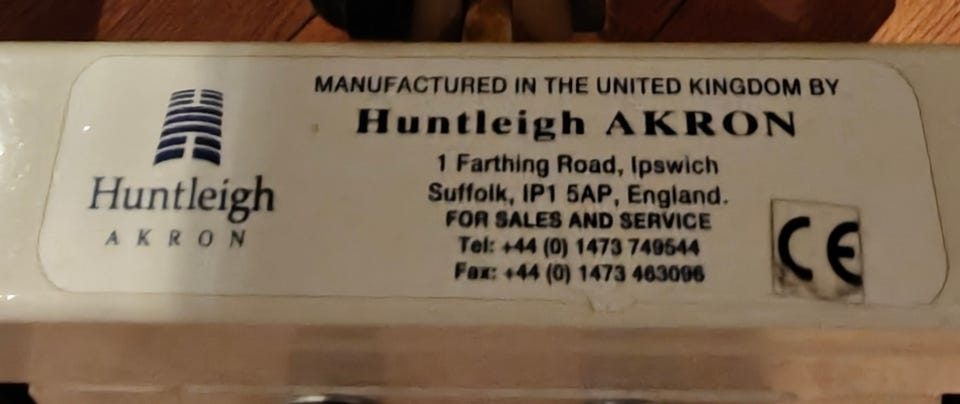 Huntleigh
AKRON
MANUFACTURED IN THE UNITED KINGDOM BY
Huntleigh AKRON
1 Farthing Road, Ipswich
Suffolk, IP1 5AP, England.
FOR SALES AND SERVICE
Tel: +44 (0) 1473 749544
Fax: +44 (0) 1473 463096
CE